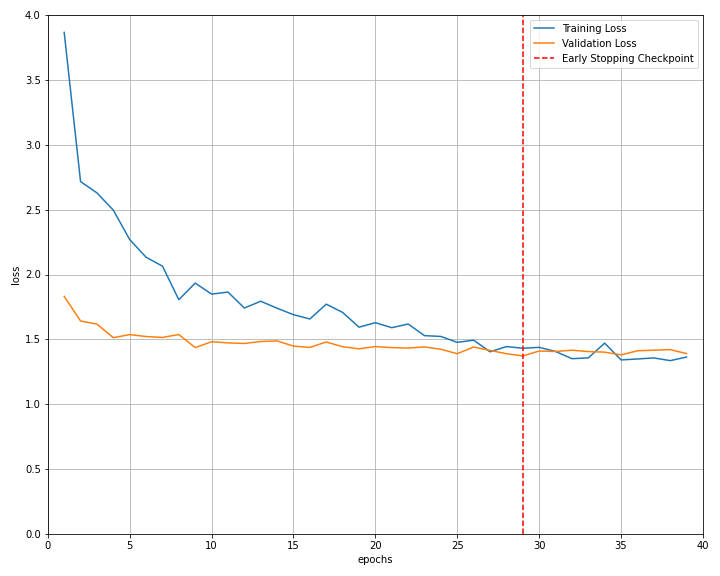 4.0
3.5
3.0
2.5
2.0
1.5
1.0
0.5
0.0
loss
Training Loss
Validation Loss
Early Stopping Checkpoint
0 5 10 15 20 25 30 35 40
epochs